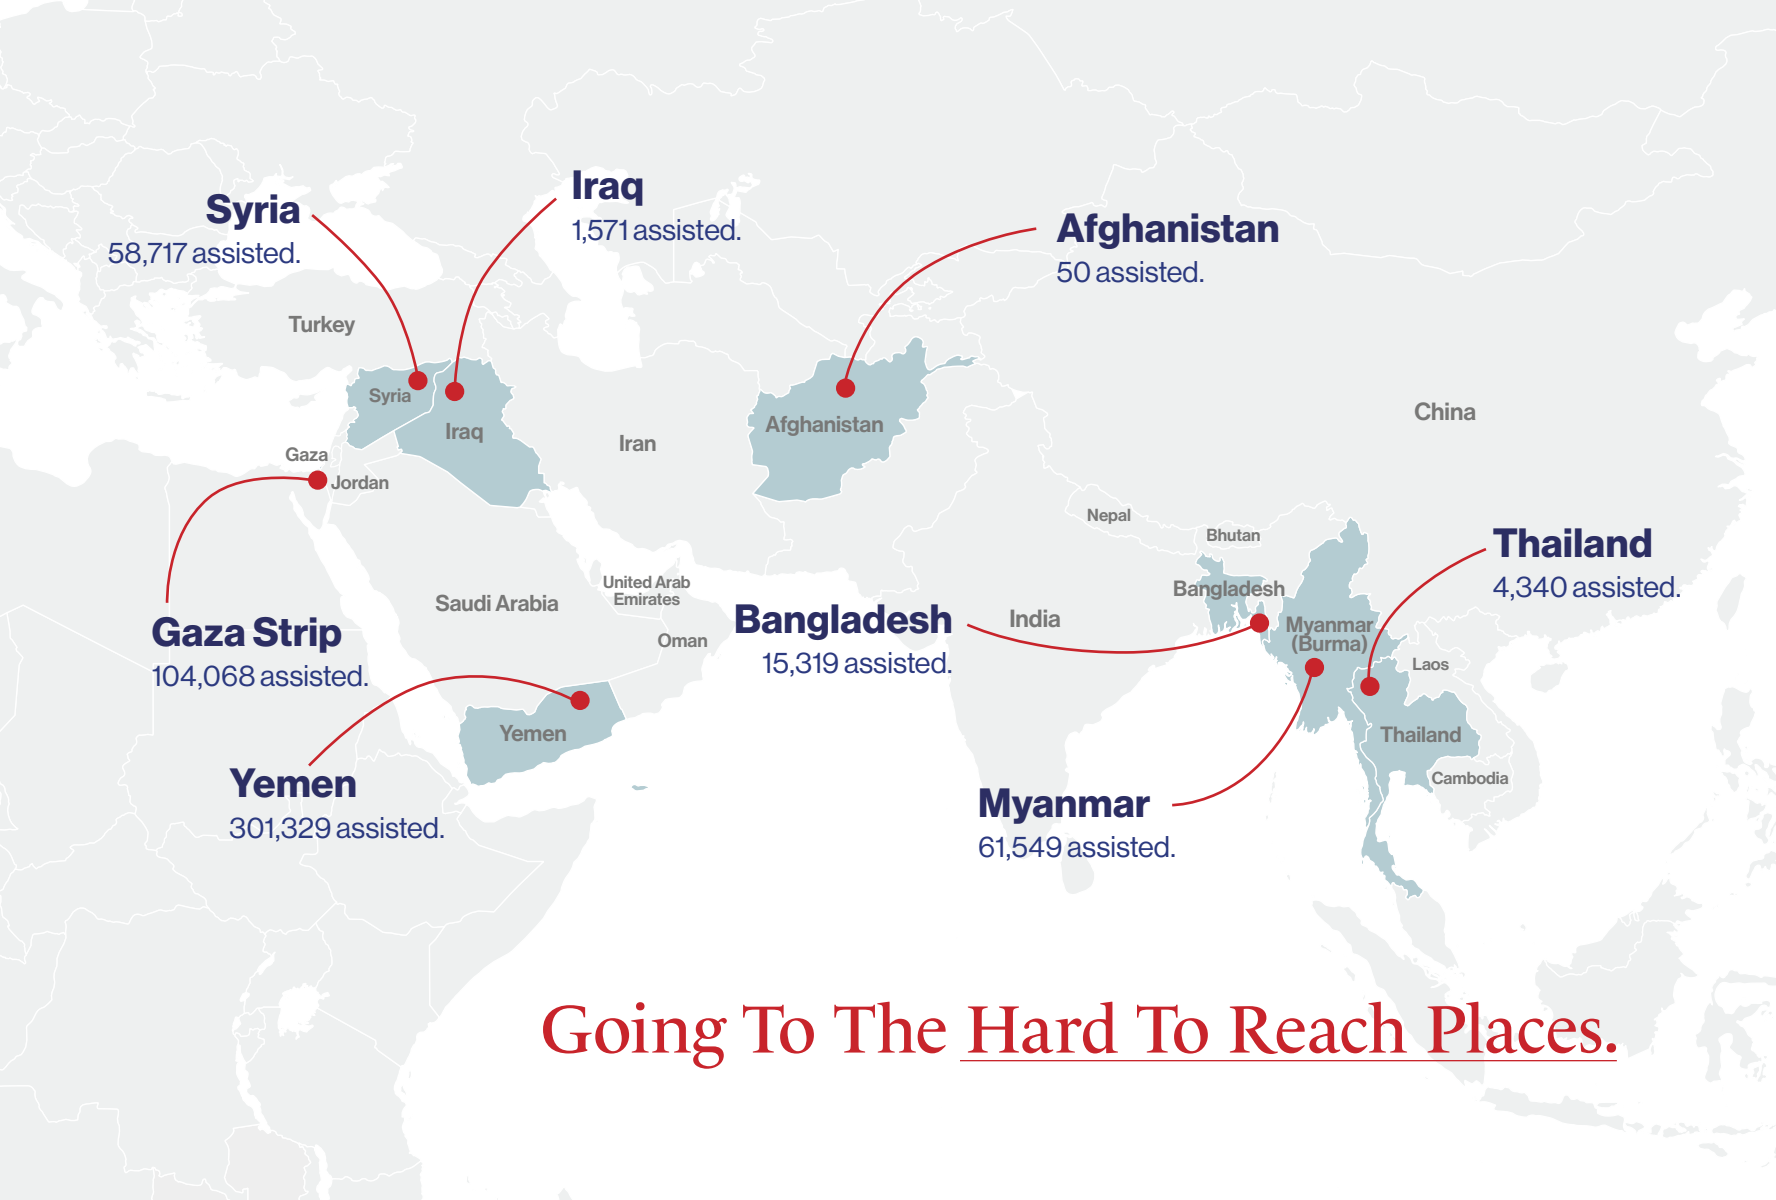 Iraq
1,571 assisted.
Syria
58,717 assisted.
Afghanistan
50 assisted.
Turkey
Syria
Iraq
Iran
Afghanistan
China
Gaza
Jordan
Nepal
Bhutan
Thailand
4,340 assisted.
United Arab
Emirates
Saudi Arabia
Oman
Bangladesh
India
Bangladesh
15,319 assisted.
Myanmar
(Burma)
Laos
Gaza Strip
104,068 assisted.
Yemen
Thailand
Cambodia
Yemen
301,329 assisted.
Myanmar
61,549 assisted.
Going To The Hard To Reach Places.